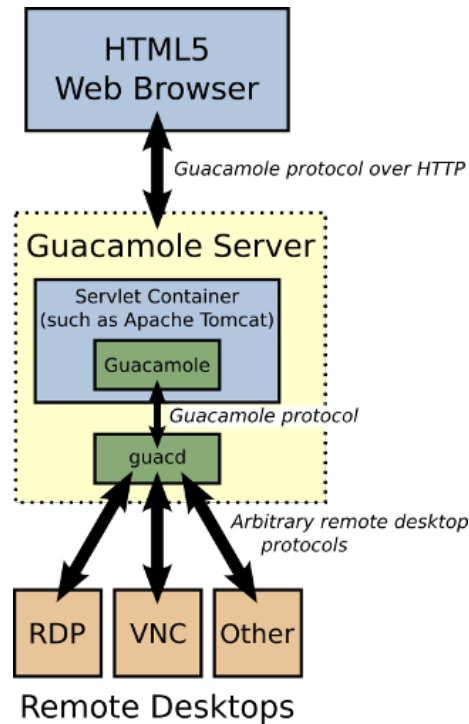 HTML5
Web Browser
Guacamole protocol over HTTP
Guacamole Server
Servlet Container
(such as Apache Tomcat)
Guacamole
Guacamole protocol
guacd
Arbitrary remote desktop
protocols
RDP
VNC
Other
Remote Desktops